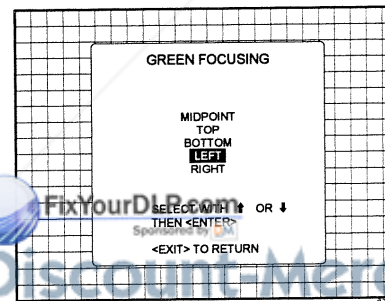 GREEN FOCUSING
MIDPOINT
TOP
BOTTOM
LEFT
RIGHT
FixYourDLP.com
SELECT WITH ↑ OR ↓
THEN <ENTER>
Sponsored by DM
<EXIT> TO RETURN
Discount-Merc